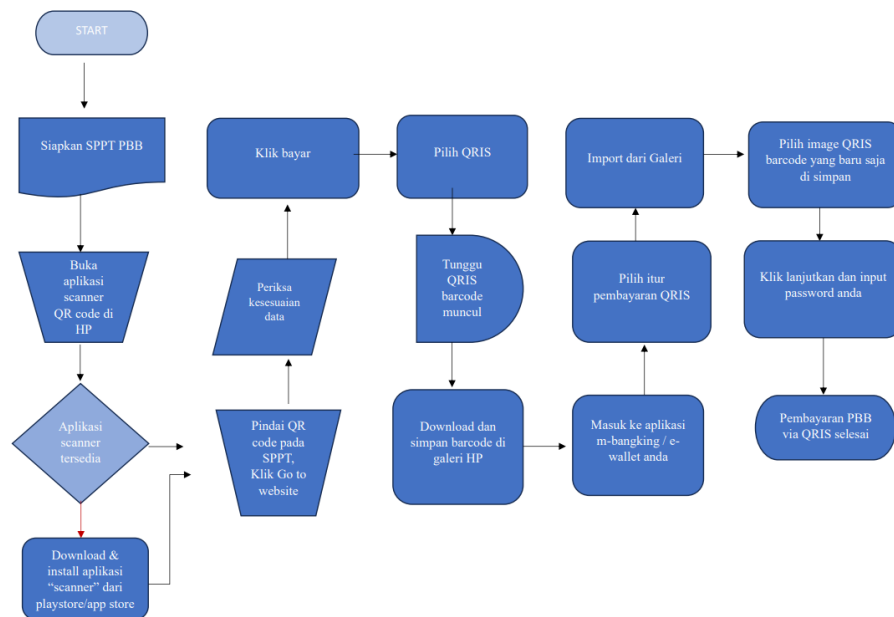 START
Siapkan SPPT PBB
Buka
aplikasi
scanner
QR code di
HP
Aplikasi
scanner
tersedia
Download &
install aplikasi
“scanner” dari
playstore/app store
Pindai QR
code pada
SPPT,
Klik Go to
website
Periksa
kesesuaian
data
Klik bayar
Pilih QRIS
Tunggu
QRIS
barcode
muncul
Download dan
simpan barcode di
galeri HP
Masuk ke aplikasi
m-bangking / e-
wallet anda
Pilih itur
pembayaran QRIS
Import dari Galeri
Pilih image QRIS
barcode yang baru saja
di simpan
Klik lanjutkan dan input
password anda
Pembayaran PBB
via QRIS selesai